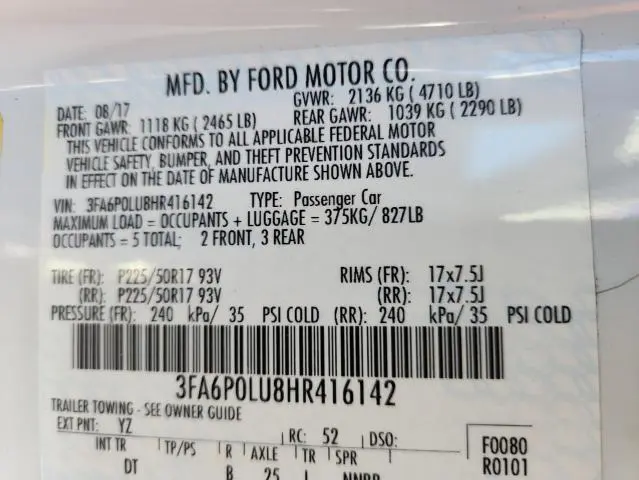 MFD. BY FORD MOTOR CO.
DATE: 08/17 GVWR: 2136 KG ( 4710 LB)
FRONT GAWR: 1118 KG ( 2465 LB) REAR GAWR: 1039 KG ( 2290 LB)
THIS VEHICLE CONFORMS TO ALL APPLICABLE FEDERAL MOTOR
VEHICLE SAFETY, BUMPER, AND THEFT PREVENTION STANDARDS
IN EFFECT ON THE DATE OF MANUFACTURE SHOWN ABOVE.
VIN: 3FA6P0LU8HR416142 TYPE: Passenger Car
MAXIMUM LOAD = OCCUPANTS + LUGGAGE = 375KG/ 827LB
OCCUPANTS = 5 TOTAL; 2 FRONT, 3 REAR
TIRE (FR): P225/50R17 93V RIMS (FR): 17x7.5J
(RR): P225/50R17 93V (RR): 17x7.5J
PRESSURE (FR): 240 kPa/ 35 PSI COLD (RR): 240 kPa/ 35 PSI COLD
3FA6P0LU8HR416142
TRAILER TOWING - SEE OWNER GUIDE
EXT PNT: YZ RC: 52 DSO: F0080
INT TR TP/PS R AXLE TR SPR R0101
DT B 25